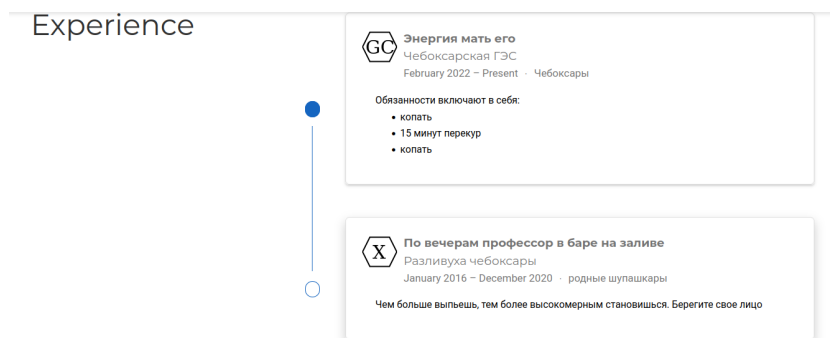 Experience
GC
Энергия мать его
Чебоксарская ГЭС
February 2022 – Present · Чебоксары
Обязанности включают в себя:
• копать
• 15 минут перекур
• копать
X
По вечерам профессор в баре на заливе
Разливуха чебоксары
January 2016 – December 2020 · родные шупашкары
Чем больше выпьешь, тем более высокомерным становишься. Берегите свое лицо